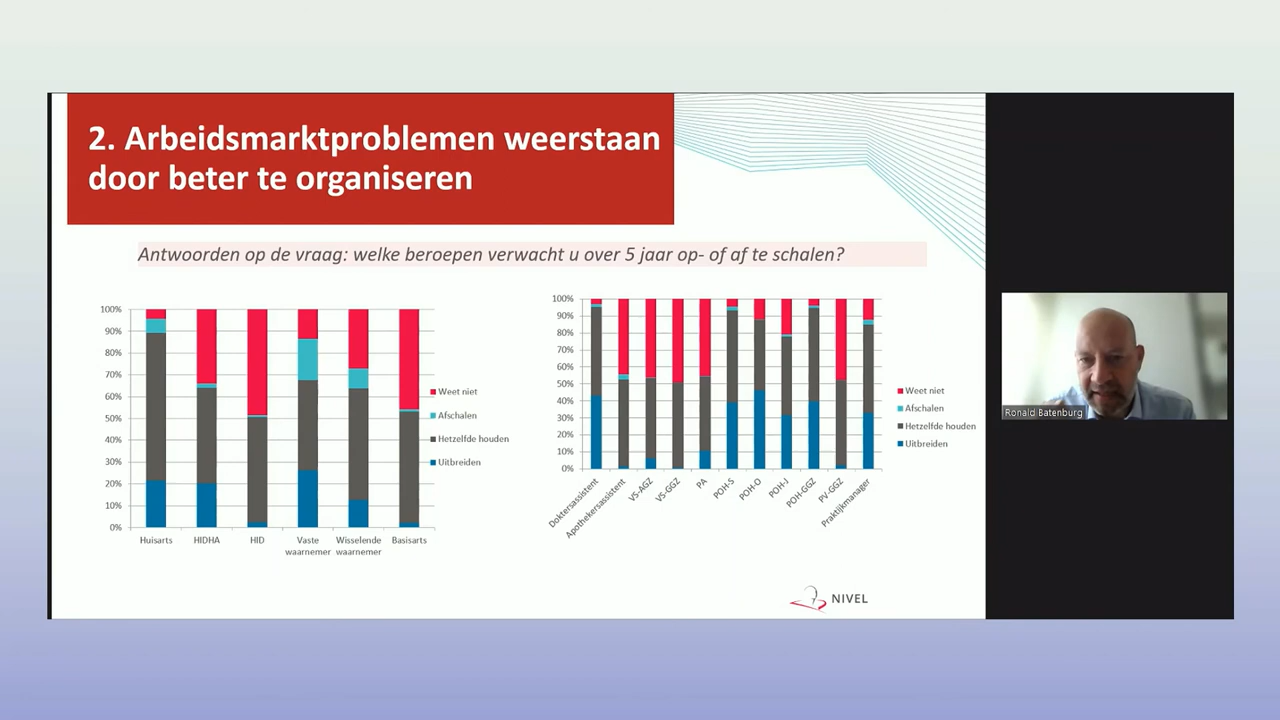 2. Arbeidsmarktproblemen weerstaan
door beter te organiseren
Antwoorden op de vraag: welke beroepen verwacht u over 5 jaar op- of af te schalen?
100%
90%
80%
70%
60%
50%
40%
30%
20%
10%
0%
Huisarts
HIDHA
HID
Vaste
waarnemer
Wisselende
waarnemer
Basisarts
Weet niet
Afschalen
Hetzelfde houden
Uitbreiden
100%
90%
80%
70%
60%
50%
40%
30%
20%
10%
0%
Doktersassistent
Apothekersassistent
VS-AGZ
VS-GGZ
PA
POH-S
POH-O
POH-J
POH-GGZ
PV-GGZ
Praktijkmanager
Weet niet
Afschalen
Hetzelfde houden
Uitbreiden
NIVEL
Ronald Batenburg